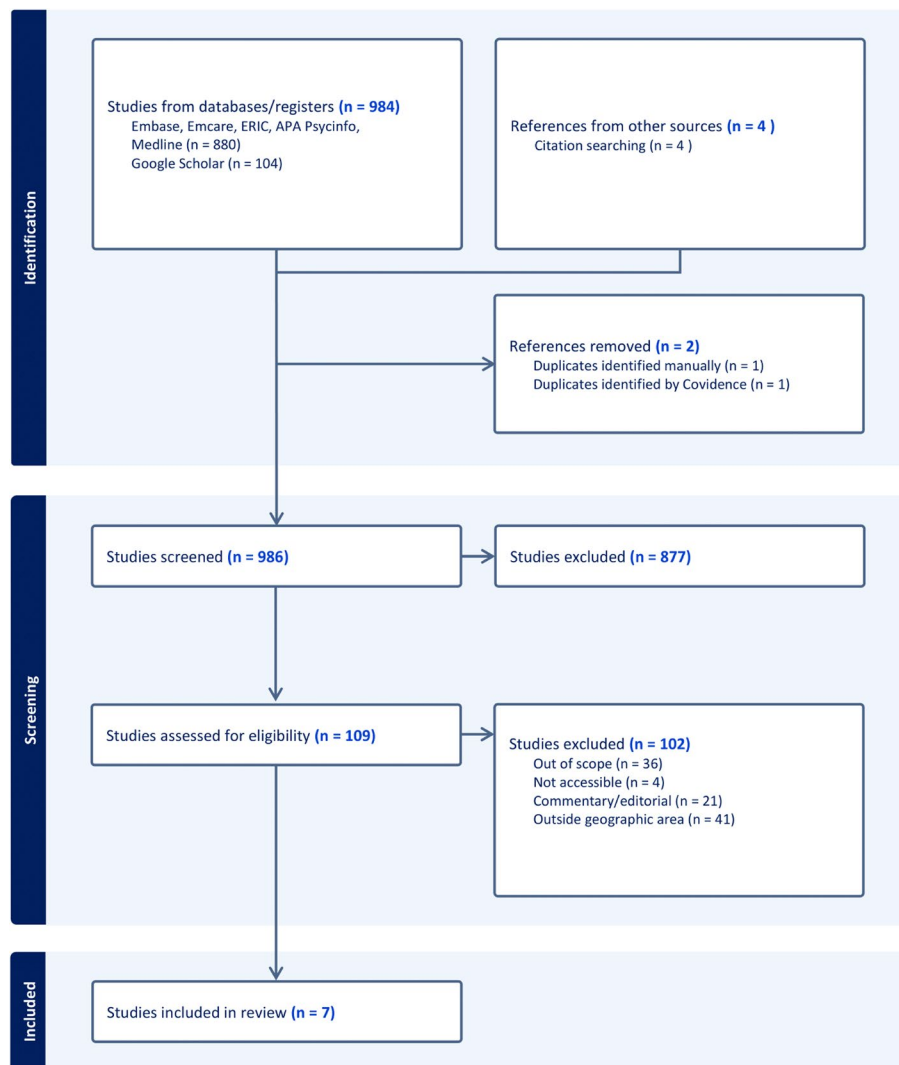 Identification
Studies from databases/registers (n = 984)
Embase, Emcare, ERIC, APA Psycinfo,
Medline (n = 880)
Google Scholar (n = 104)
References from other sources (n = 4 )
Citation searching (n = 4 )
References removed (n = 2)
Duplicates identified manually (n = 1)
Duplicates identified by Covidence (n = 1)
Screening
Studies screened (n = 986)
Studies excluded (n = 877)
Studies assessed for eligibility (n = 109)
Studies excluded (n = 102)
Out of scope (n = 36)
Not accessible (n = 4)
Commentary/editorial (n = 21)
Outside geographic area (n = 41)
Included
Studies included in review (n = 7)